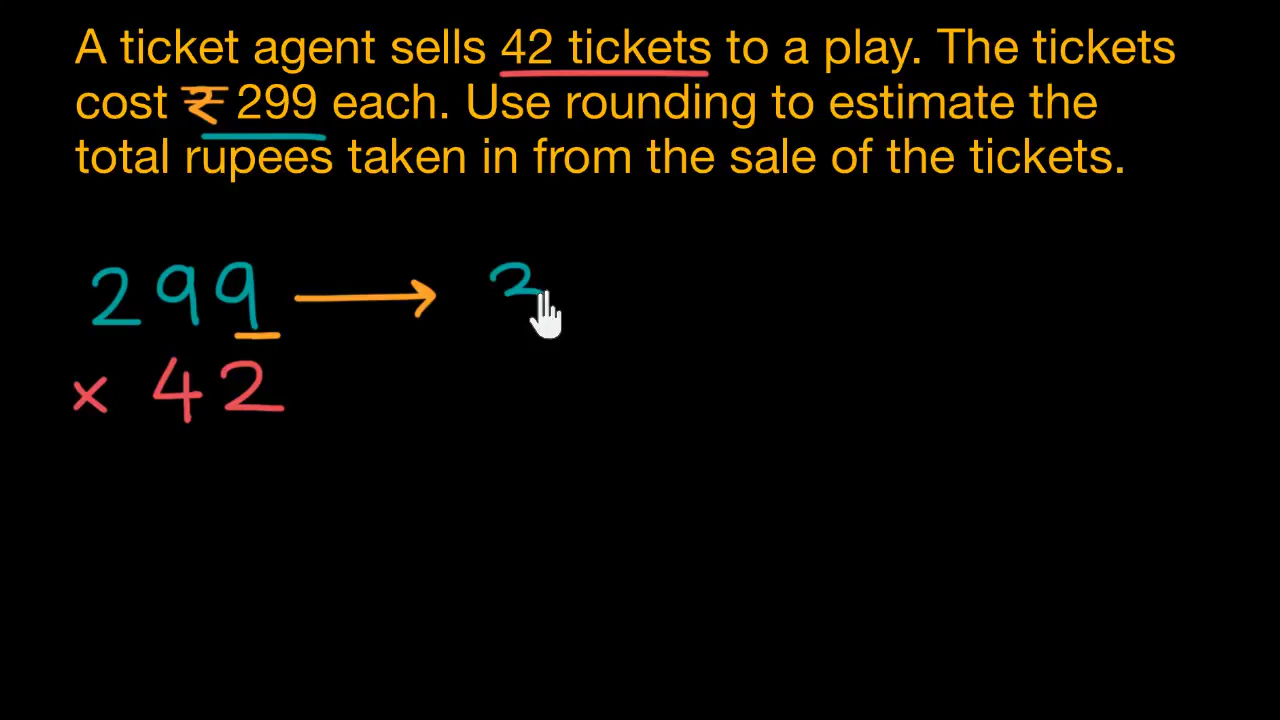 A ticket agent sells 42 tickets to a play. The tickets
cost ₹ 299 each. Use rounding to estimate the
total rupees taken in from the sale of the tickets.
299 →
× 42